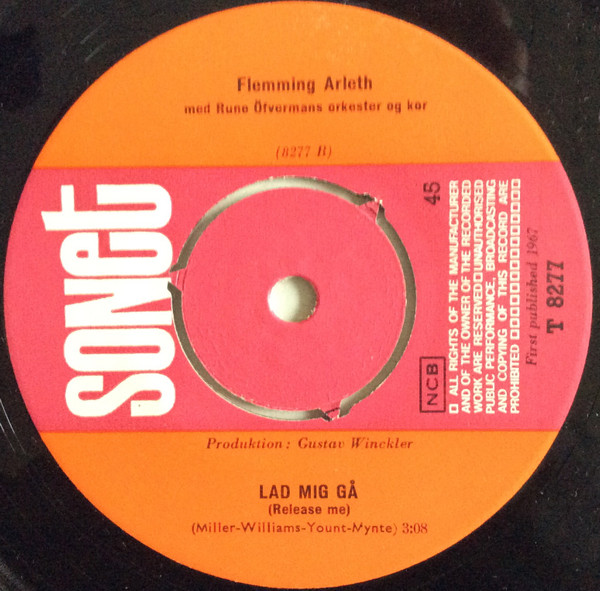 Flemming Arleth
med Rune Öfvermans orkester og kor
(8277 B)
SONET
45
NCB
□ ALL RIGHTS OF THE MANUFACTURER
AND OF THE OWNER OF THE RECORDED
WORK ARE RESERVED □ UNAUTHORISED
PUBLIC PERFORMANCE, BROADCASTING
AND COPYING OF THIS RECORD ARE
PROHIBITED □□□□□□□□□□□□
First published 1967
T 8277
Produktion: Gustav Winckler
LAD MIG GÅ
(Release me)
(Miller-Williams-Yount-Mynte) 3:08